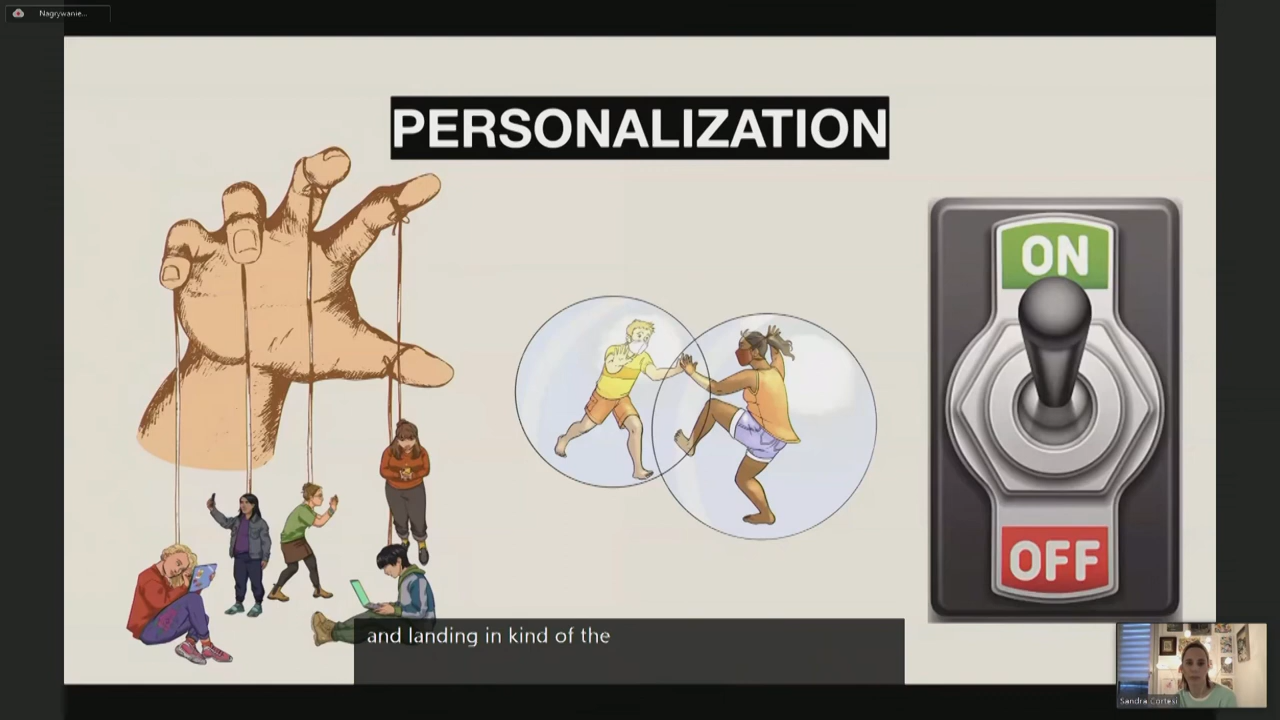 Nagrywanie...
PERSONALIZATION
ON
OFF
and landing in kind of the
Sandra Cortesi